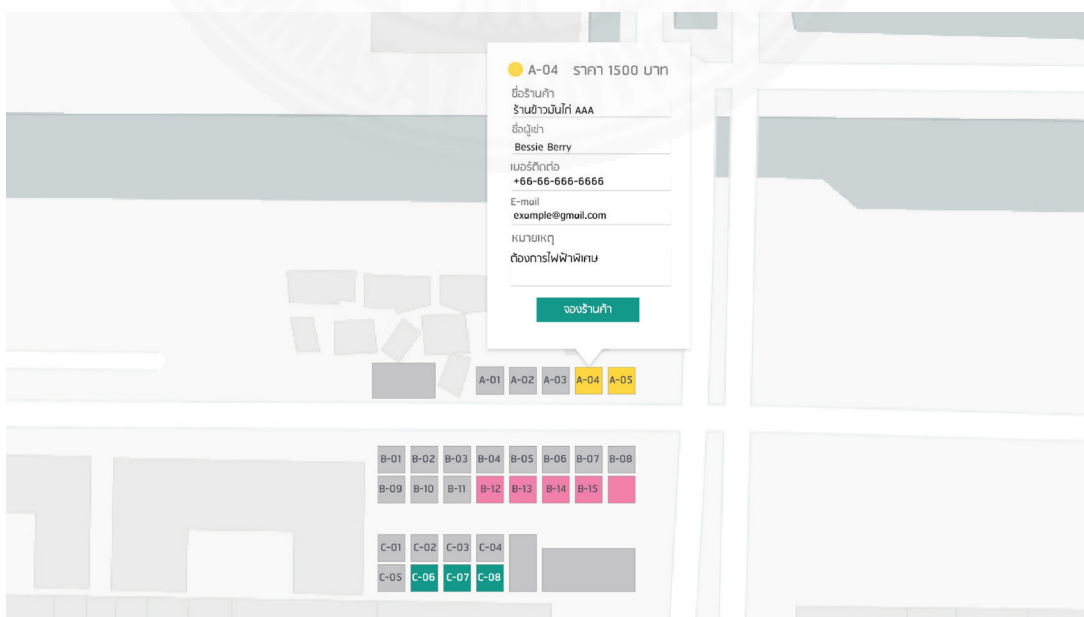 A-04 ราคา 1500 บาท
ชื่อร้านค้า
ร้านข้าวมันไก่ AAA
ชื่อผู้เช่า
Bessie Berry
เบอร์ติดต่อ
+66-66-666-6666
E-mail
example@gmail.com
หมายเหตุ
ต้องการไฟฟ้าพิเศษ
จองร้านค้า
A-01 A-02 A-03 A-04 A-05
B-01 B-02 B-03 B-04 B-05 B-06 B-07 B-08
B-09 B-10 B-11 B-12 B-13 B-14 B-15
C-01 C-02 C-03 C-04
C-05 C-06 C-07 C-08